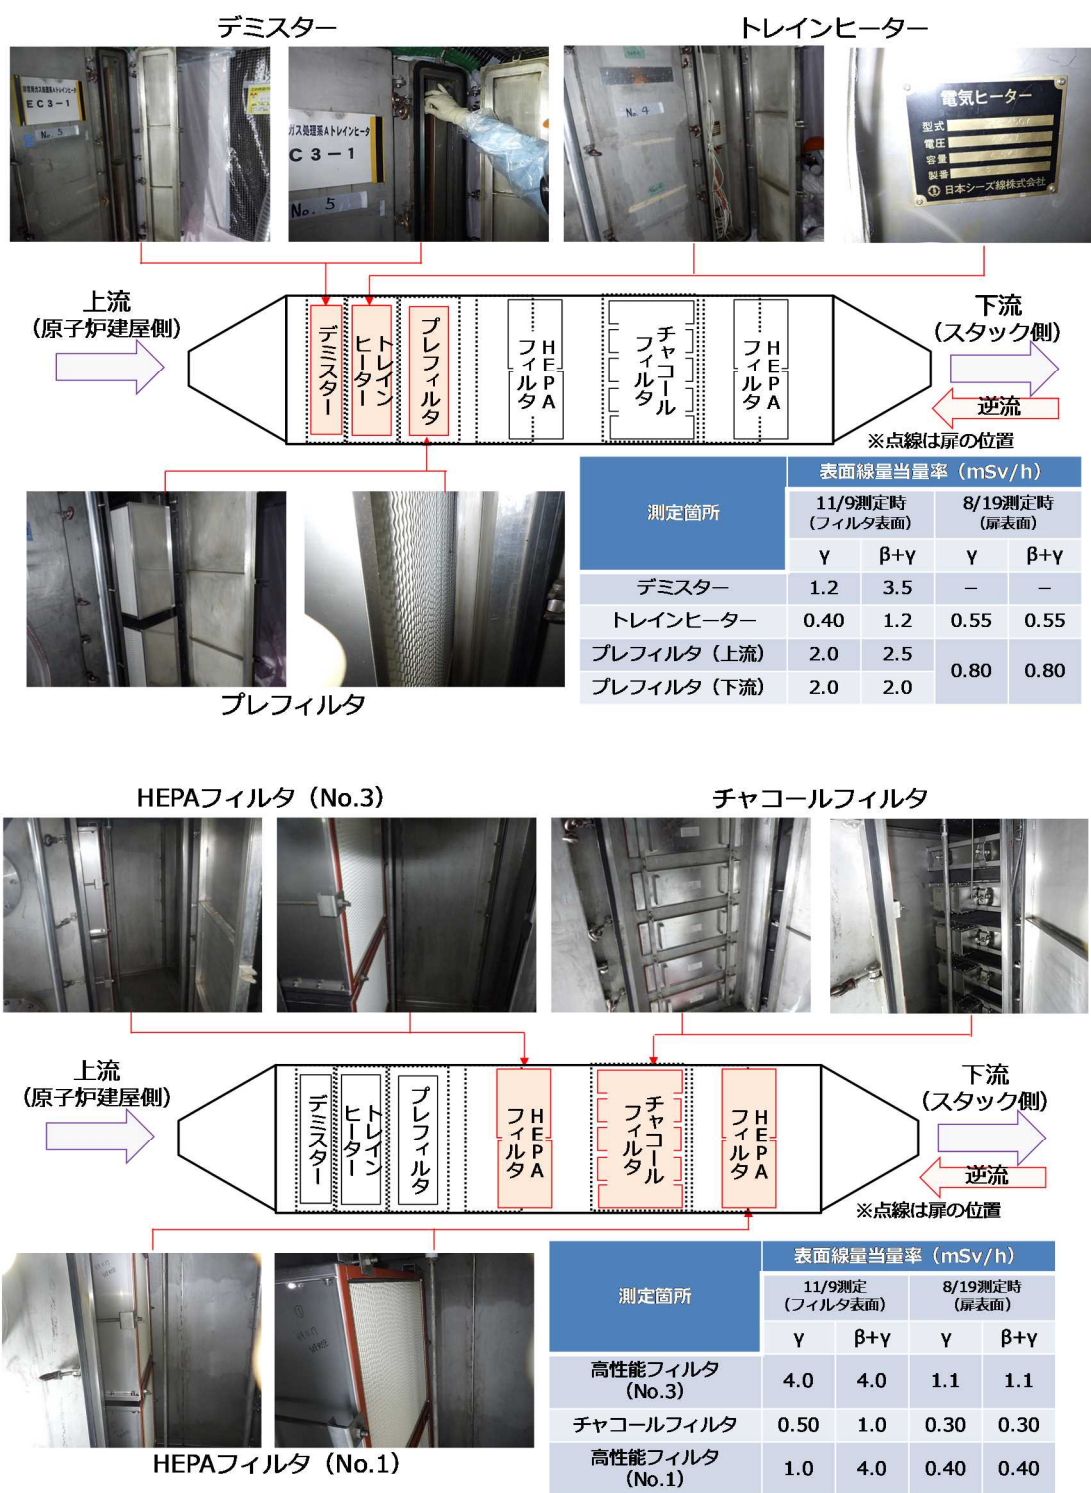 デミスター
トレインヒーター
非常用ガス処理系Aトレインヒータ
EC3-1
No. 5
ガス処理系Aトレインヒータ
C3-1
No. 5
No. 4
電気ヒーター
型式
電圧
容量
製番
日本シーズ線株式会社
上流
(原子炉建屋側)
デミスター
トレイン
ヒーター
プレフィルタ
HEPA
フィルタ
チャコール
フィルタ
HEPA
フィルタ
下流
(スタック側)
逆流
※点線は扉の位置
プレフィルタ
測定箇所
表面線量当量率(mSv/h)
11/9測定時
(フィルタ表面)
8/19測定時
(扉表面)
γ β+γ γ β+γ
デミスター 1.2 3.5 − −
トレインヒーター 0.40 1.2 0.55 0.55
プレフィルタ(上流) 2.0 2.5 0.80 0.80
プレフィルタ(下流) 2.0 2.0
HEPAフィルタ(No.3)
チャコールフィルタ
上流
(原子炉建屋側)
デミスター
トレイン
ヒーター
プレフィルタ
HEPA
フィルタ
チャコール
フィルタ
HEPA
フィルタ
下流
(スタック側)
逆流
※点線は扉の位置
HEPAフィルタ(No.1)
測定箇所
表面線量当量率(mSv/h)
11/9測定
(フィルタ表面)
8/19測定時
(扉表面)
γ β+γ γ β+γ
高性能フィルタ
(No.3) 4.0 4.0 1.1 1.1
チャコールフィルタ 0.50 1.0 0.30 0.30
高性能フィルタ
(No.1) 1.0 4.0 0.40 0.40